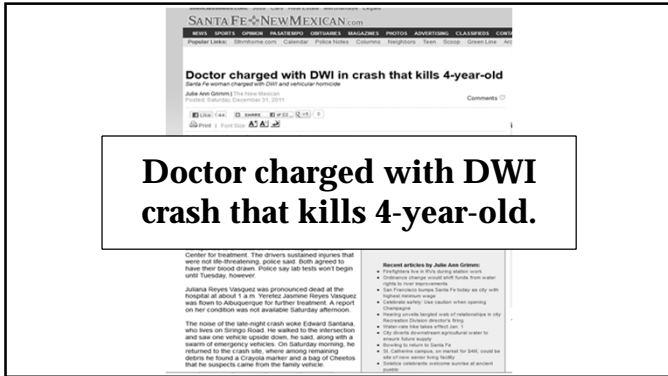 SANTA FE NEW MEXICAN.com
NEWS SPORTS OPINION PASATIEMPO OBITUARIES MAGAZINES PHOTOS ADVERTISING CLASSIFIEDS
Popular Links: SFnmhome.com Calendar Police Notes Columns Neighbors Teen Scoop Green Line
Doctor charged with DWI in crash that kills 4-year-old
Santa Fe woman charged with DWI and vehicular homicide
Julie Ann Grimm | The New Mexican
Posted: Saturday, December 31, 2011
Comments
Like
SHARE
Print | Font Size:
Doctor charged with DWI
crash that kills 4-year-old.
Center for treatment. The drivers sustained injuries that
were not life-threatening, police said. Both agreed to
have their blood drawn. Police say lab tests won't begin
until Tuesday, however.
Juliana Reyes Vasquez was pronounced dead at the
hospital at about 1 a.m. Yeretez Jasmine Reyes Vasquez
was flown to Albuquerque for further treatment. A report
on her condition was not available Saturday afternoon.
The noise of the late-night crash woke Edward Santana,
who lives on Siringo Road. He walked to the intersection
and saw one vehicle upside down, he said, along with a
swarm of emergency vehicles. On Saturday morning, he
returned to the crash site, where among remaining
debris he found a Crayola marker and a bag of Cheetos
that he suspects came from the family vehicle.
Recent articles by Julie Ann Grimm:
Firefighters live in RVs during station work
Ordinance change would shift funds from water
rights to river improvements
San Francisco bumps Santa Fe today as city with
highest minimum wage
Celebrate safely: Use caution when opening
Champagne
Hearing unveils tangled web of relationships in city
Recreation Division director's firing
Water-rate hike takes effect Jan. 1
City diverts downstream agricultural water to
ensure future supply
Bowling to return to Santa Fe
St. Catherine campus, on market for $4M, could be
site of new senior living facility
Solstice celebrants welcome sunrise at ancient
pueblo